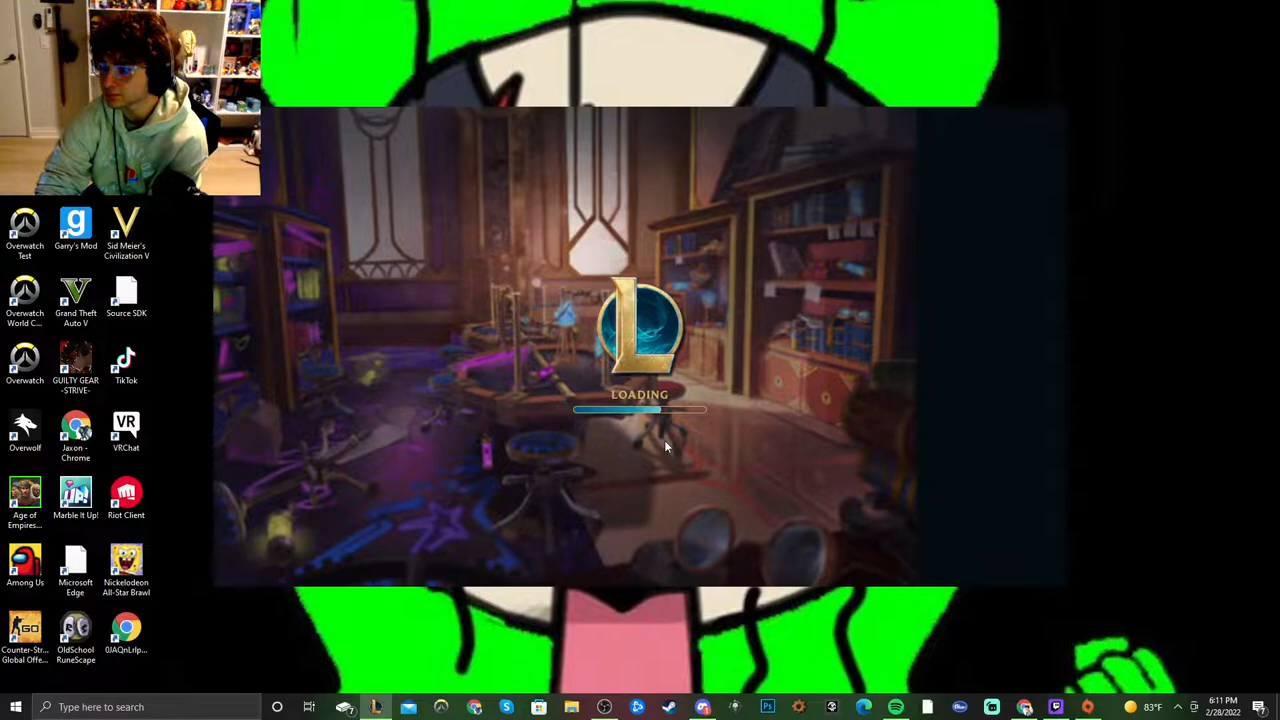 Overwatch Test
Garry's Mod
Sid Meier's Civilization V
Overwatch World C...
Grand Theft Auto V
Source SDK
Overwatch
GUILTY GEAR -STRIVE-
TikTok
Overwolf
Jaxon - Chrome
VR
VRChat
Age of Empires...
Marble It Up!
Riot Client
Among Us
Microsoft Edge
Nickelodeon All-Star Brawl
GO
Counter-Str... Global Offe...
OldSchool RuneScape
LOADING
Type here to search
83°F
6:11 PM
2/28/2022